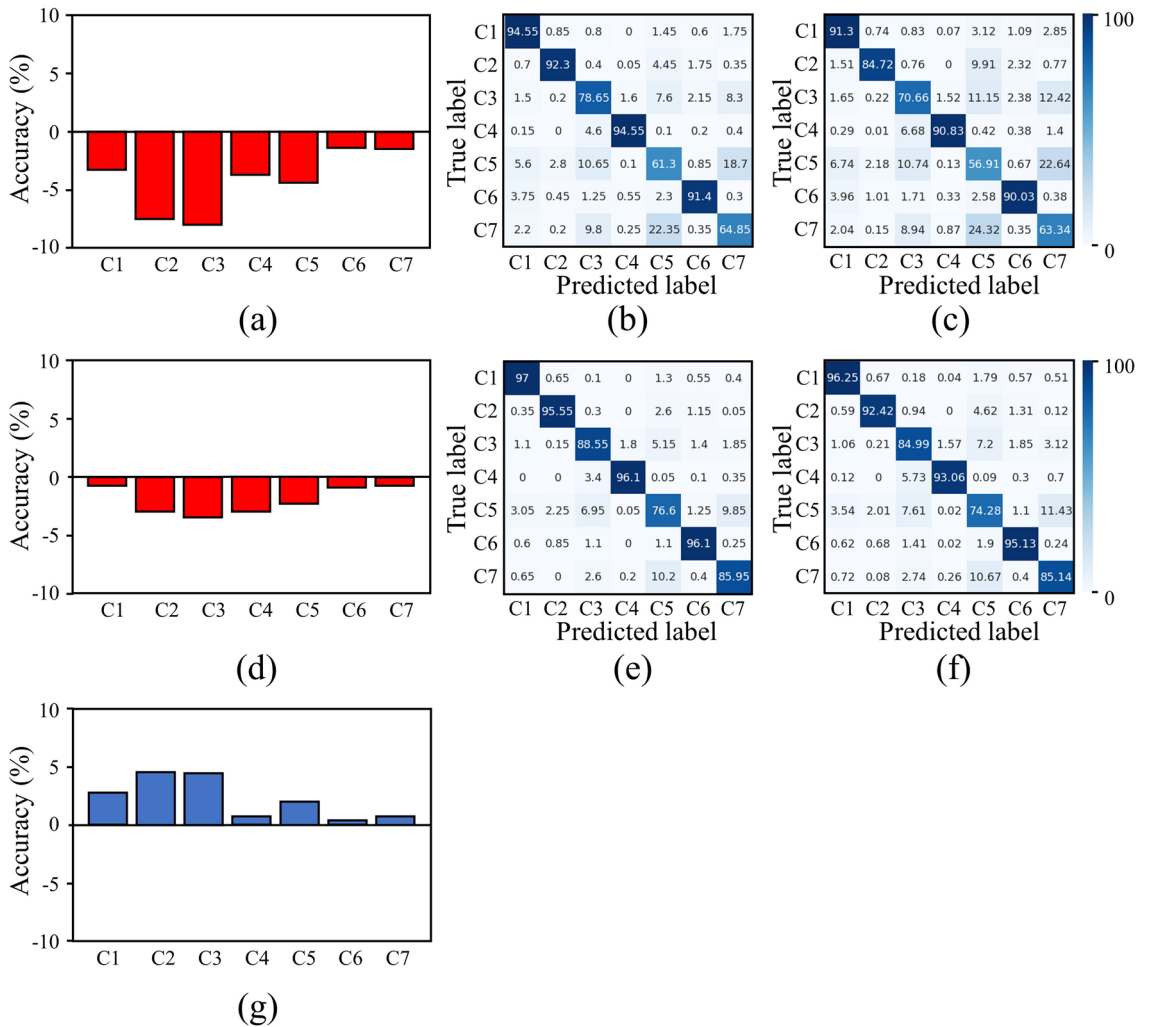 10
5
0
-5
-10
Accuracy (%)
C1 C2 C3 C4 C5 C6 C7
(a)
True label
C1 94.55 0.85 0.8 0 1.45 0.6 1.75
C2 0.7 92.3 0.4 0.05 4.45 1.75 0.35
C3 1.5 0.2 78.65 1.6 7.6 2.15 8.3
C4 0.15 0 4.6 94.55 0.1 0.2 0.4
C5 5.6 2.8 10.65 0.1 61.3 0.85 18.7
C6 3.75 0.45 1.25 0.55 2.3 91.4 0.3
C7 2.2 0.2 9.8 0.25 22.35 0.35 64.85
C1 C2 C3 C4 C5 C6 C7
Predicted label
(b)
True label
C1 91.3 0.74 0.83 0.07 3.12 1.09 2.85
C2 1.51 84.72 0.76 0 9.91 2.32 0.77
C3 1.65 0.22 70.66 1.52 11.15 2.38 12.42
C4 0.29 0.01 6.68 90.83 0.42 0.38 1.4
C5 6.74 2.18 10.74 0.13 56.91 0.67 22.64
C6 3.96 1.01 1.71 0.33 2.58 90.03 0.38
C7 2.04 0.15 8.94 0.87 24.32 0.35 63.34
C1 C2 C3 C4 C5 C6 C7
Predicted label
(c)
100
0
10
5
0
-5
-10
Accuracy (%)
C1 C2 C3 C4 C5 C6 C7
(d)
True label
C1 97 0.65 0.1 0 1.3 0.55 0.4
C2 0.35 95.55 0.3 0 2.6 1.15 0.05
C3 1.1 0.15 88.55 1.8 5.15 1.4 1.85
C4 0 0 3.4 96.1 0.05 0.1 0.35
C5 3.05 2.25 6.95 0.05 76.6 1.25 9.85
C6 0.6 0.85 1.1 0 1.1 96.1 0.25
C7 0.65 0 2.6 0.2 10.2 0.4 85.95
C1 C2 C3 C4 C5 C6 C7
Predicted label
(e)
True label
C1 96.25 0.67 0.18 0.04 1.79 0.57 0.51
C2 0.59 92.42 0.94 0 4.62 1.31 0.12
C3 1.06 0.21 84.99 1.57 7.2 1.85 3.12
C4 0.12 0 5.73 93.06 0.09 0.3 0.7
C5 3.54 2.01 7.61 0.02 74.28 1.1 11.43
C6 0.62 0.68 1.41 0.02 1.9 95.13 0.24
C7 0.72 0.08 2.74 0.26 10.67 0.4 85.14
C1 C2 C3 C4 C5 C6 C7
Predicted label
(f)
100
0
10
5
0
-5
-10
Accuracy (%)
C1 C2 C3 C4 C5 C6 C7
(g)